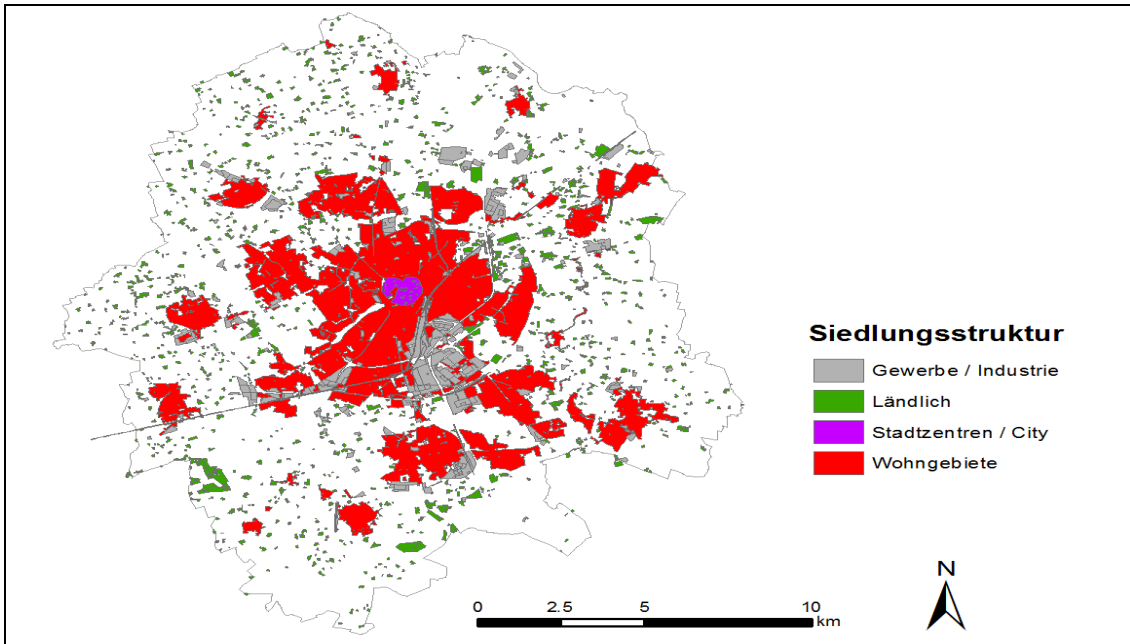 Siedlungsstruktur
Gewerbe / Industrie
Ländlich
Stadtzentren / City
Wohngebiete
N
0 2.5 5 10
km